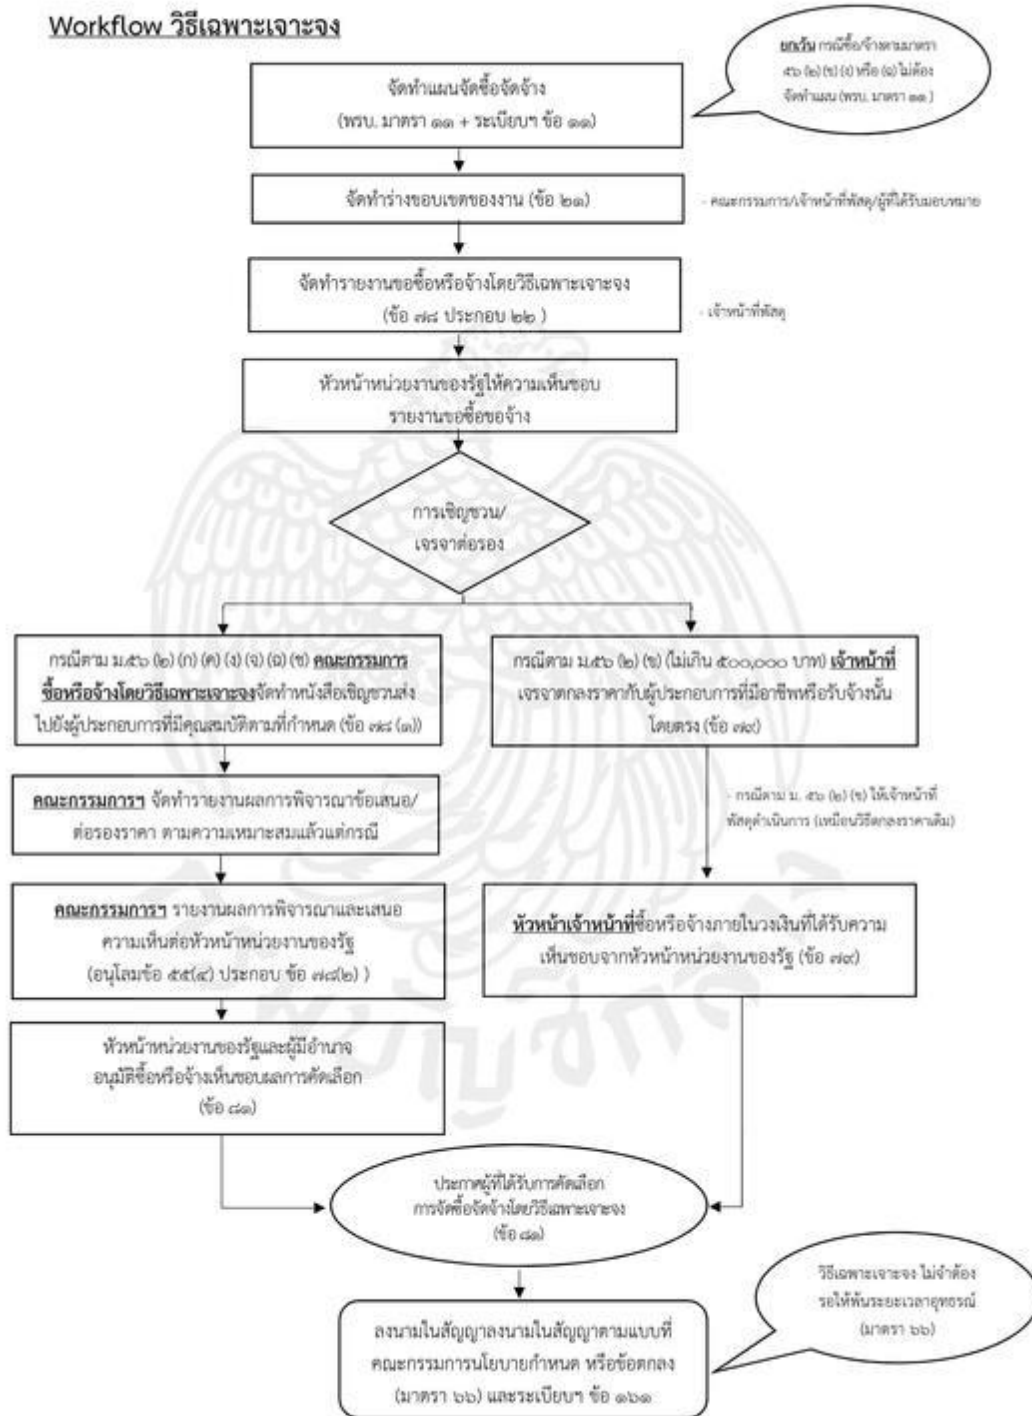 Workflow วิธีเฉพาะเจาะจง
ยกเว้น กรณีซื้อ/จ้างตามมาตรา
๕๖ (๒) (ข) (ง) หรือ (ฉ) ไม่ต้อง
จัดทำแผน (พรบ. มาตรา ๑๑ )
จัดทำแผนจัดซื้อจัดจ้าง
(พรบ. มาตรา ๑๑ + ระเบียบฯ ข้อ ๑๑)
จัดทำร่างขอบเขตของงาน (ข้อ ๒๑)
- คณะกรรมการ/เจ้าหน้าที่พัสดุ/ผู้ที่ได้รับมอบหมาย
จัดทำรายงานขอซื้อหรือจ้างโดยวิธีเฉพาะเจาะจง
(ข้อ ๗๘ ประกอบ ๒๒ )
- เจ้าหน้าที่พัสดุ
หัวหน้าหน่วยงานของรัฐให้ความเห็นชอบ
รายงานขอซื้อขอจ้าง
การเชิญชวน/
เจรจาต่อรอง
กรณีตาม ม.๕๖ (๒) (ก) (ค) (ง) (จ) (ฉ) (ช) คณะกรรมการ
ซื้อหรือจ้างโดยวิธีเฉพาะเจาะจงจัดทำหนังสือเชิญชวนส่ง
ไปยังผู้ประกอบการที่มีคุณสมบัติตามที่กำหนด (ข้อ ๗๘ (๑))
กรณีตาม ม.๕๖ (๒) (ข) (ไม่เกิน ๕๐๐,๐๐๐ บาท) เจ้าหน้าที่
เจรจาตกลงราคากับผู้ประกอบการที่มีอาชีพหรือรับจ้างนั้น
โดยตรง (ข้อ ๗๙)
คณะกรรมการฯ จัดทำรายงานผลการพิจารณาข้อเสนอ/
ต่อรองราคา ตามความเหมาะสมแล้วแต่กรณี
- กรณีตาม ม. ๕๖ (๒) (ข) ให้เจ้าหน้าที่
พัสดุดำเนินการ (เหมือนวิธีตกลงราคาเดิม)
คณะกรรมการฯ รายงานผลการพิจารณาและเสนอ
ความเห็นต่อหัวหน้าหน่วยงานของรัฐ
(อนุโลมข้อ ๕๕(๔) ประกอบ ข้อ ๗๘(๒) )
หัวหน้าเจ้าหน้าที่ซื้อหรือจ้างภายในวงเงินที่ได้รับความ
เห็นชอบจากหัวหน้าหน่วยงานของรัฐ (ข้อ ๗๙)
หัวหน้าหน่วยงานของรัฐและผู้มีอำนาจ
อนุมัติซื้อหรือจ้างเห็นชอบผลการคัดเลือก
(ข้อ ๘๑)
ประกาศผู้ที่ได้รับการคัดเลือก
การจัดซื้อจัดจ้างโดยวิธีเฉพาะเจาะจง
(ข้อ ๘๑)
วิธีเฉพาะเจาะจง ไม่จำต้อง
รอให้พ้นระยะเวลาอุทธรณ์
(มาตรา ๖๖)
ลงนามในสัญญาลงนามในสัญญาตามแบบที่
คณะกรรมการนโยบายกำหนด หรือข้อตกลง
(มาตรา ๖๖) และระเบียบฯ ข้อ ๑๖๑